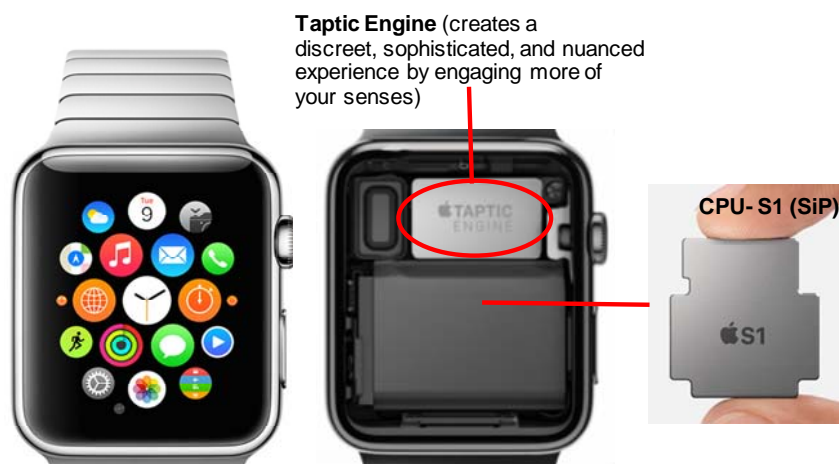 Taptic Engine (creates a
discreet, sophisticated, and nuanced
experience by engaging more of
your senses)
Tue
9
TAPTIC
ENGINE
CPU- S1 (SiP)
S1